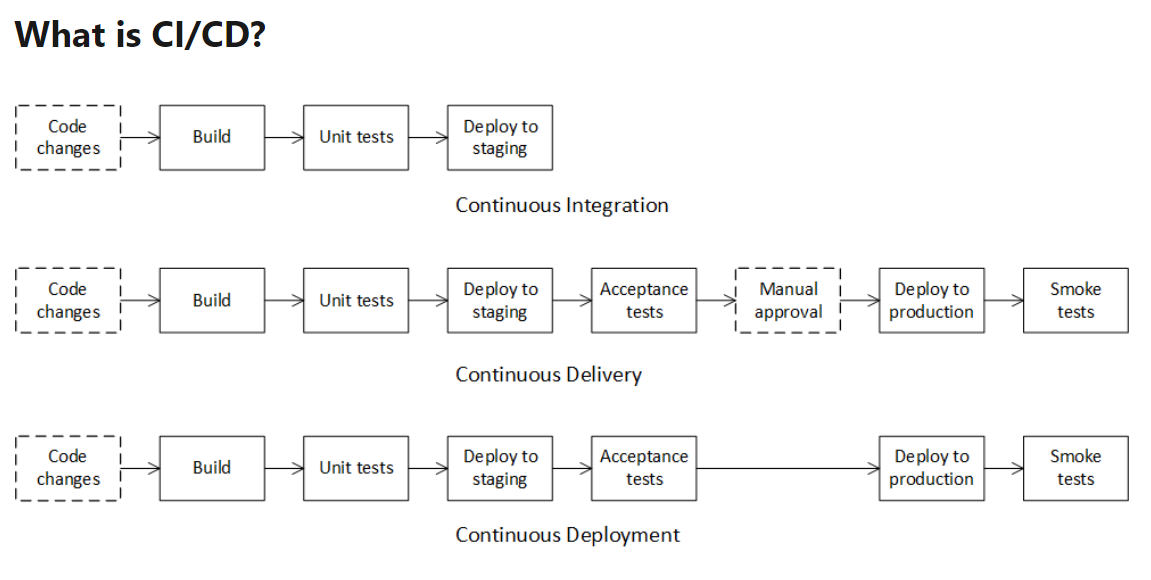 What is CI/CD?
Code
changes
Build
Unit tests
Deploy to
staging
Continuous Integration
Code
changes
Build
Unit tests
Deploy to
staging
Acceptance
tests
Manual
approval
Deploy to
production
Smoke
tests
Continuous Delivery
Code
changes
Build
Unit tests
Deploy to
staging
Acceptance
tests
Deploy to
production
Smoke
tests
Continuous Deployment